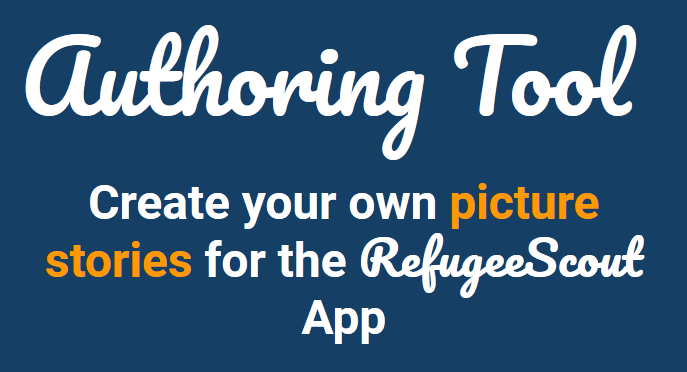 Authoring Tool
Create your own picture
stories for the RefugeeScout
App